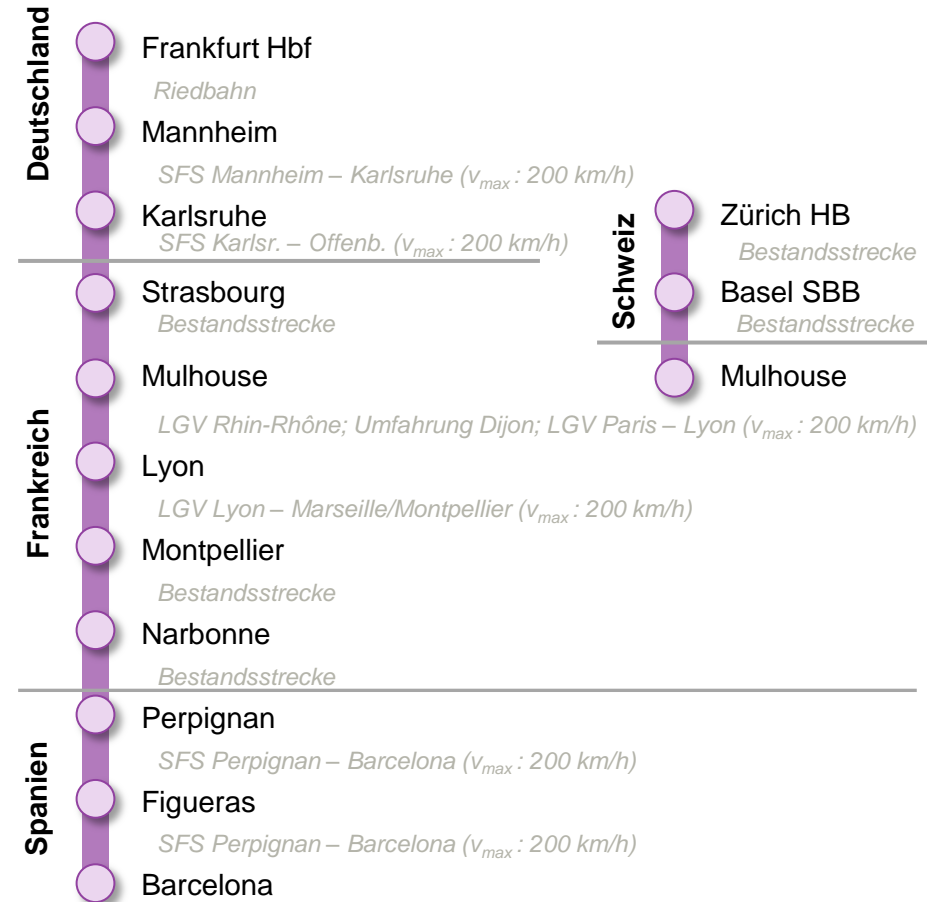 Deutschland
Frankfurt Hbf
Riedbahn
Mannheim
SFS Mannheim – Karlsruhe (vmax : 200 km/h)
Karlsruhe
SFS Karlsr. – Offenb. (vmax : 200 km/h)
Frankreich
Strasbourg
Bestandsstrecke
Mulhouse
LGV Rhin-Rhône; Umfahrung Dijon; LGV Paris – Lyon (vmax : 200 km/h)
Lyon
LGV Lyon – Marseille/Montpellier (vmax : 200 km/h)
Montpellier
Bestandsstrecke
Narbonne
Bestandsstrecke
Spanien
Perpignan
SFS Perpignan – Barcelona (vmax : 200 km/h)
Figueras
SFS Perpignan – Barcelona (vmax : 200 km/h)
Barcelona
Schweiz
Zürich HB
Bestandsstrecke
Basel SBB
Bestandsstrecke
Mulhouse